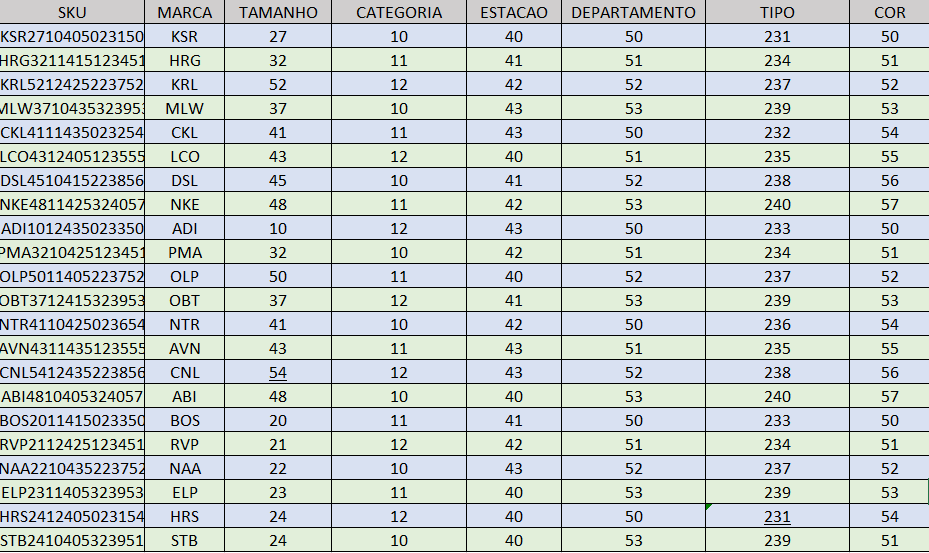 SKU MARCA TAMANHO CATEGORIA ESTACAO DEPARTAMENTO TIPO COR
KSR2710405023150 KSR 27 10 40 50 231 50
HRG3211415123451 HRG 32 11 41 51 234 51
KRL5212425223752 KRL 52 12 42 52 237 52
MLW3710435323953 MLW 37 10 43 53 239 53
CKL4111435023254 CKL 41 11 43 50 232 54
LCO4312405123555 LCO 43 12 40 51 235 55
DSL4510415223856 DSL 45 10 41 52 238 56
NKE4811425324057 NKE 48 11 42 53 240 57
ADI1012435023350 ADI 10 12 43 50 233 50
PMA3210425123451 PMA 32 10 42 51 234 51
OLP5011405223752 OLP 50 11 40 52 237 52
OBT3712415323953 OBT 37 12 41 53 239 53
NTR4110425023654 NTR 41 10 42 50 236 54
AVN4311435123555 AVN 43 11 43 51 235 55
CNL5412435223856 CNL 54 12 43 52 238 56
ABI4810405324057 ABI 48 10 40 53 240 57
BOS2011415023350 BOS 20 11 41 50 233 50
RVP2112425123451 RVP 21 12 42 51 234 51
NAA2210435223752 NAA 22 10 43 52 237 52
ELP2311405323953 ELP 23 11 40 53 239 53
HRS2412405023154 HRS 24 12 40 50 231 54
STB2410405323951 STB 24 10 40 53 239 51